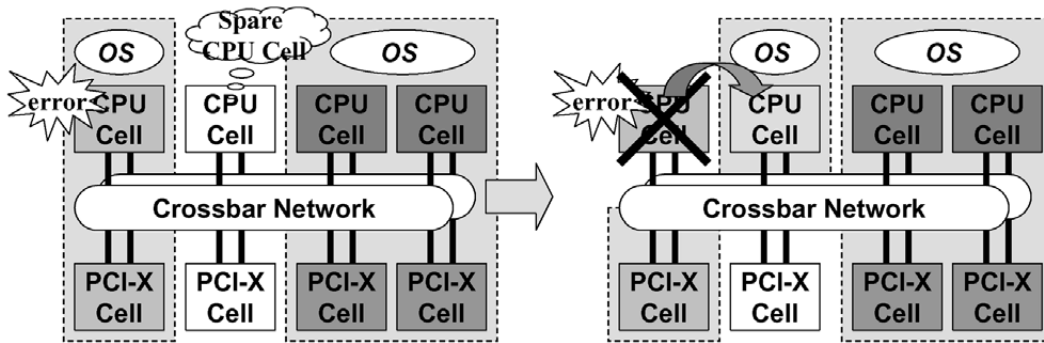 Spare
CPU Cell
OS
OS
error
CPU
Cell
CPU
Cell
CPU
Cell
CPU
Cell
Crossbar Network
PCI-X
Cell
PCI-X
Cell
PCI-X
Cell
PCI-X
Cell
OS
OS
error
CPU
Cell
CPU
Cell
CPU
Cell
CPU
Cell
Crossbar Network
PCI-X
Cell
PCI-X
Cell
PCI-X
Cell
PCI-X
Cell